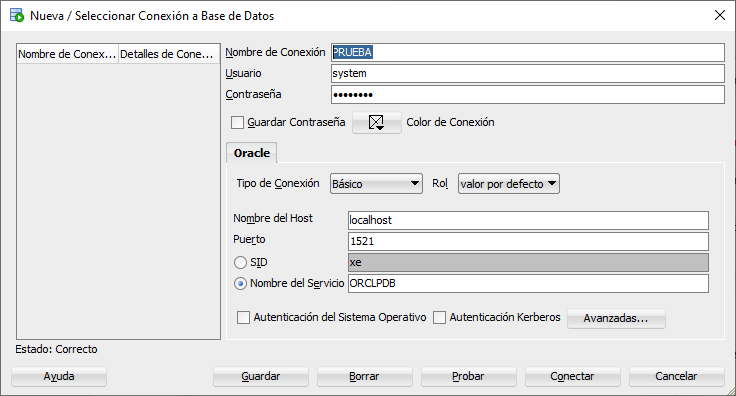 Nueva / Seleccionar Conexión a Base de Datos
Nombre de Conex... Detalles de Cone...
Nombre de Conexión PRUEBA
Usuario system
Contraseña ••••••••
Guardar Contraseña Color de Conexión
Oracle
Tipo de Conexión Básico Rol valor por defecto
Nombre del Host localhost
Puerto 1521
SID xe
Nombre del Servicio ORCLPDB
Autenticación del Sistema Operativo Autenticación Kerberos Avanzadas...
Estado: Correcto
Ayuda Guardar Borrar Probar Conectar Cancelar